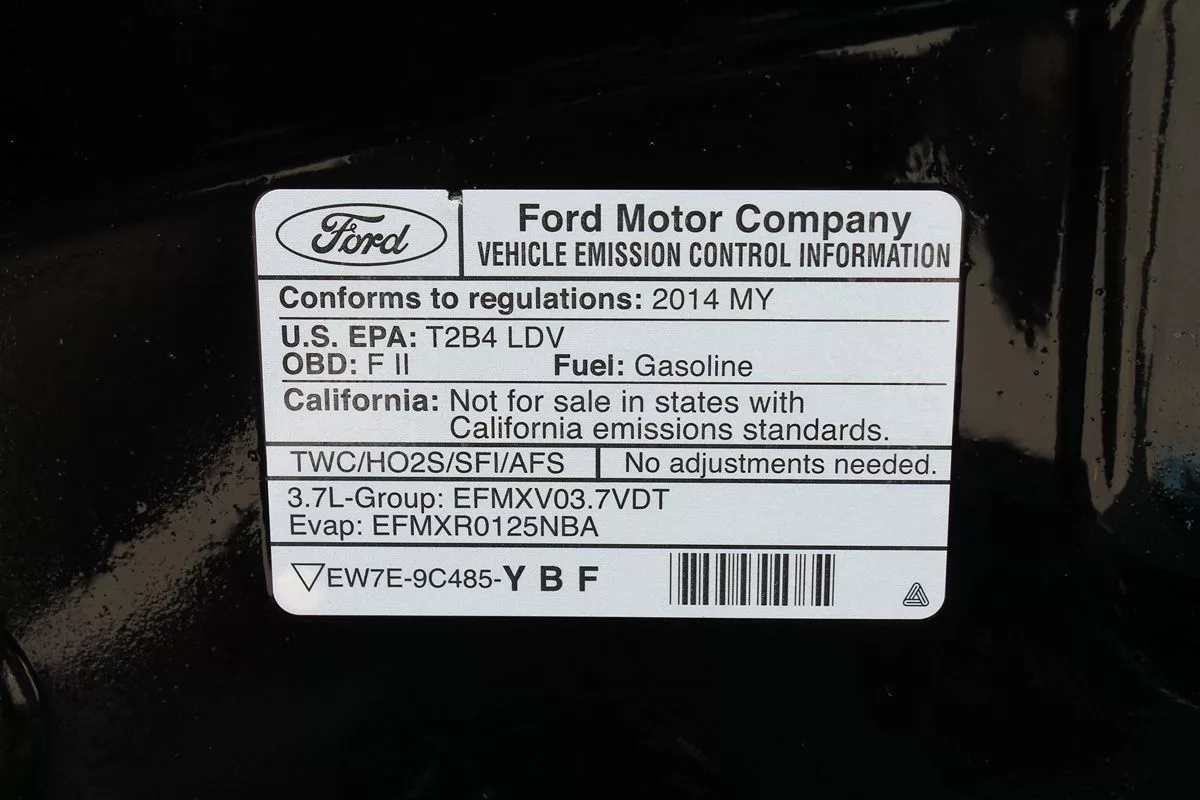 Ford
Ford Motor Company
VEHICLE EMISSION CONTROL INFORMATION
Conforms to regulations: 2014 MY
U.S. EPA: T2B4 LDV
OBD: F II Fuel: Gasoline
California: Not for sale in states with
California emissions standards.
TWC/HO2S/SFI/AFS No adjustments needed.
3.7L-Group: EFMXV03.7VDT
Evap: EFMXR0125NBA
EW7E-9C485-Y B F